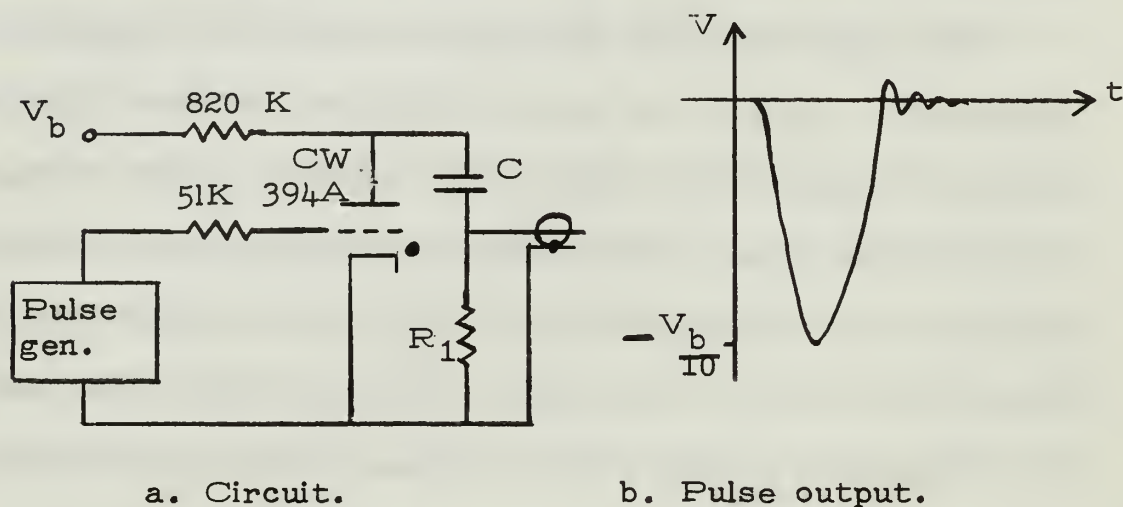 V_b
820 K
CW
394A
C
51K
Pulse
gen.
R_1
a. Circuit.
V
t
- V_b
10
b. Pulse output.